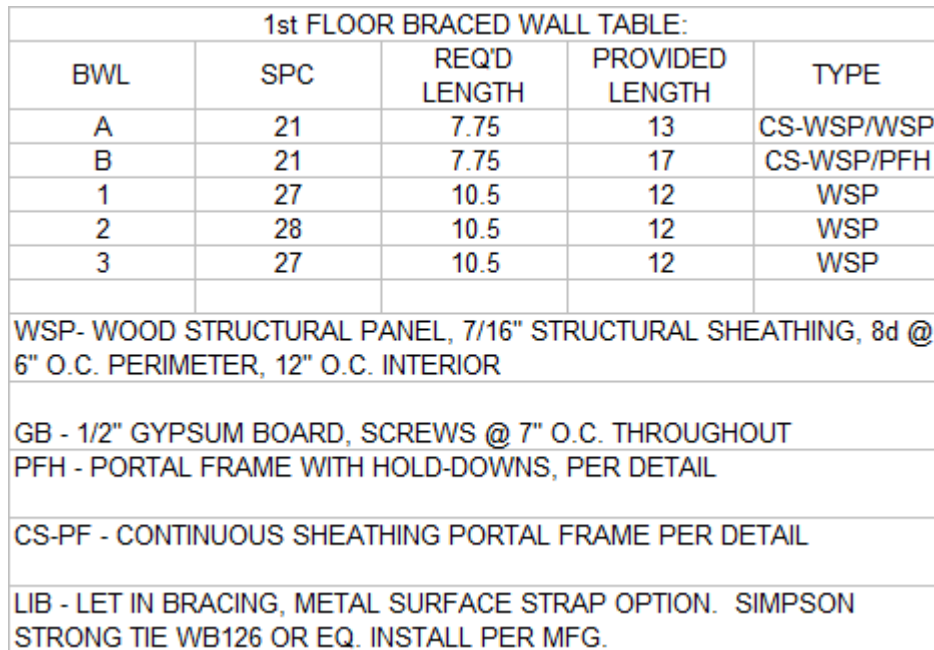 1st FLOOR BRACED WALL TABLE:
BWL SPC REQ'D LENGTH PROVIDED LENGTH TYPE
A 21 7.75 13 CS-WSP/WSP
B 21 7.75 17 CS-WSP/PFH
1 27 10.5 12 WSP
2 28 10.5 12 WSP
3 27 10.5 12 WSP
WSP- WOOD STRUCTURAL PANEL, 7/16" STRUCTURAL SHEATHING, 8d @
6" O.C. PERIMETER, 12" O.C. INTERIOR
GB - 1/2" GYPSUM BOARD, SCREWS @ 7" O.C. THROUGHOUT
PFH - PORTAL FRAME WITH HOLD-DOWNS, PER DETAIL
CS-PF - CONTINUOUS SHEATHING PORTAL FRAME PER DETAIL
LIB - LET IN BRACING, METAL SURFACE STRAP OPTION.  SIMPSON
STRONG TIE WB126 OR EQ. INSTALL PER MFG.